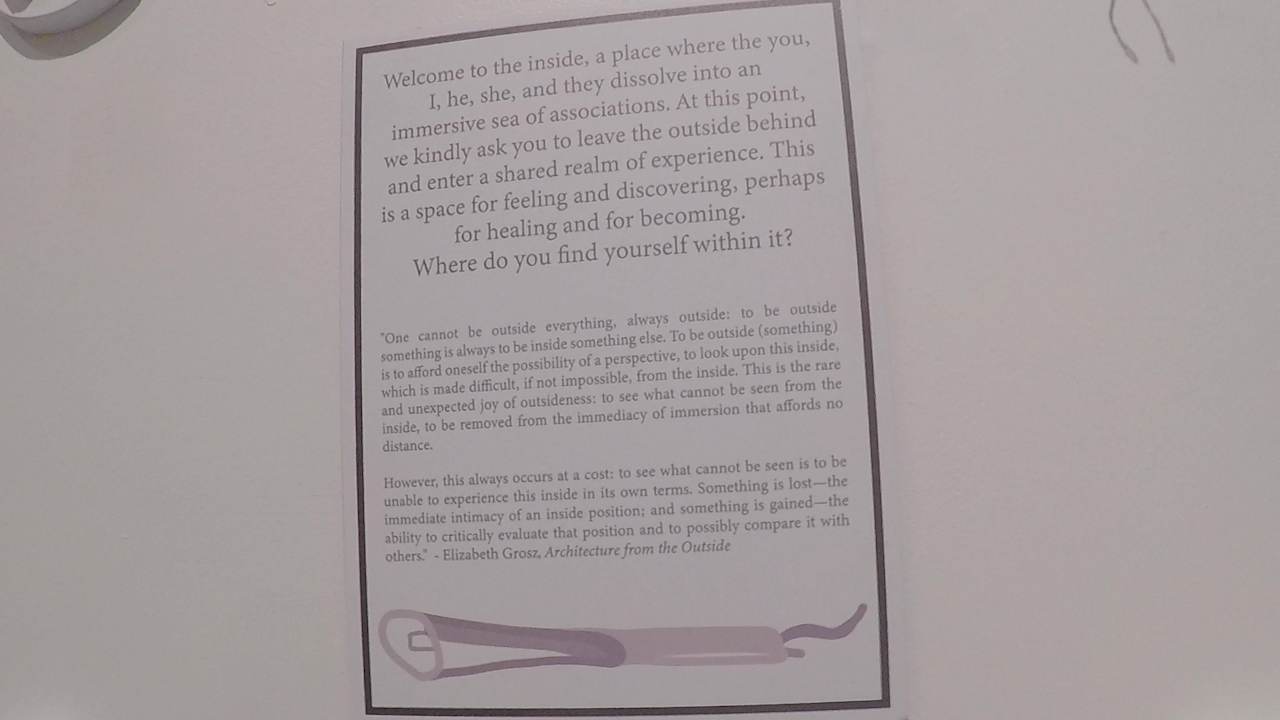 Welcome to the inside, a place where the you,
I, he, she, and they dissolve into an
immersive sea of associations. At this point,
we kindly ask you to leave the outside behind
and enter a shared realm of experience. This
is a space for feeling and discovering, perhaps
for healing and for becoming.
Where do you find yourself within it?
"One cannot be outside everything, always outside: to be outside
something is always to be inside something else. To be outside (something)
is to afford oneself the possibility of a perspective, to look upon this inside,
which is made difficult, if not impossible, from the inside. This is the rare
and unexpected joy of outsideness: to see what cannot be seen from the
inside, to be removed from the immediacy of immersion that affords no
distance.
However, this always occurs at a cost: to see what cannot be seen is to be
unable to experience this inside in its own terms. Something is lost—the
immediate intimacy of an inside position; and something is gained—the
ability to critically evaluate that position and to possibly compare it with
others." - Elizabeth Grosz, Architecture from the Outside